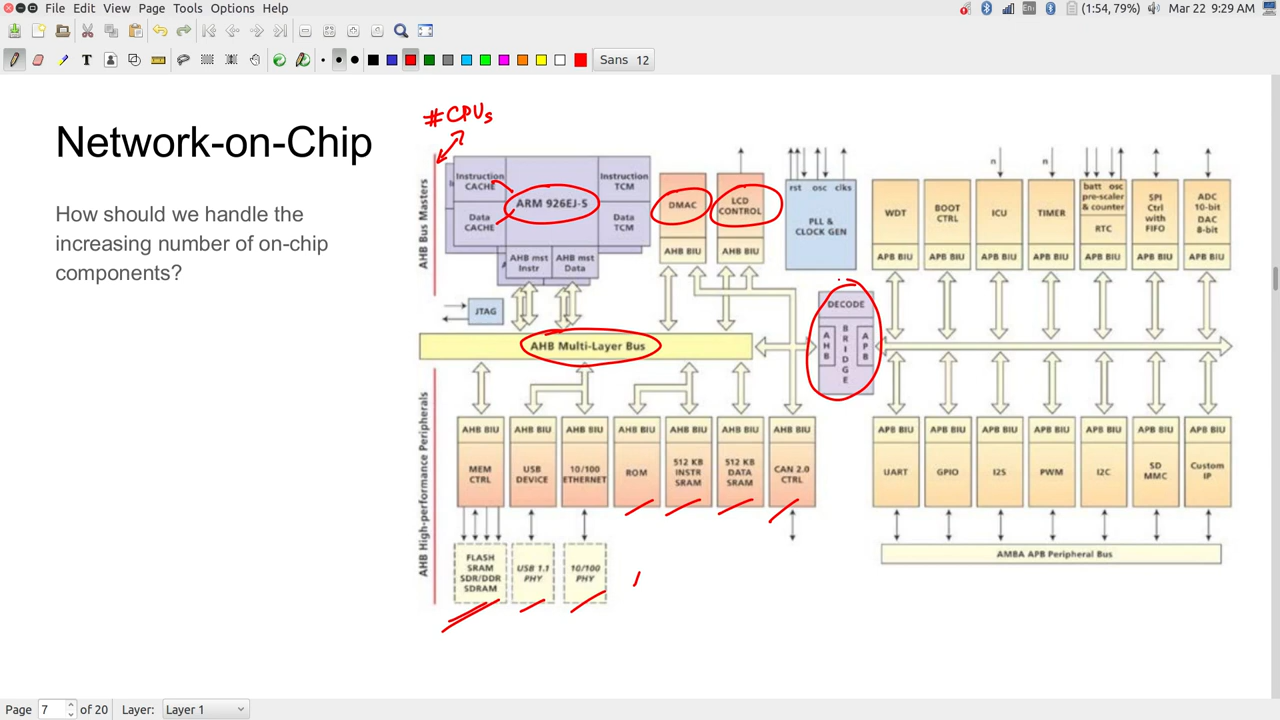 File Edit View Page Tools Options Help
(1:54, 79%)
En
Mar 22 9:29 AM
T
Sans 12
Network-on-Chip
How should we handle the
increasing number of on-chip
components?
#CPUs
AHB Bus Masters
Instruction
CACHE
Data
CACHE
ARM 926EJ-S
Instruction
TCM
Data
TCM
AHB mst
Instr
AHB mst
Data
DMAC
AHB BIU
LCD
CONTROL
AHB BIU
rst osc clks
PLL &
CLOCK GEN
WDT
APB BIU
BOOT
CTRL
APB BIU
n
ICU
APB BIU
n
TIMER
APB BIU
batt osc
pre-scaler
& counter
RTC
APB BIU
SPI
Ctrl
with
FIFO
APB BIU
ADC
10-bit
DAC
8-bit
APB BIU
JTAG
AHB Multi-Layer Bus
DECODE
AHB
BRIDGE
APB
AHB High-performance Peripherals
AHB BIU
MEM
CTRL
AHB BIU
USB
DEVICE
AHB BIU
10/100
ETHERNET
AHB BIU
ROM
AHB BIU
512 KB
INSTR
SRAM
AHB BIU
512 KB
DATA
SRAM
AHB BIU
CAN 2.0
CTRL
APB BIU
UART
APB BIU
GPIO
APB BIU
I2S
APB BIU
PWM
APB BIU
I2C
APB BIU
SD
MMC
APB BIU
Custom
IP
FLASH
SRAM
SDR/DDR
SDRAM
USB 1.1
PHY
10/100
PHY
AMBA APB Peripheral Bus
Page 7 of 20 Layer: Layer 1